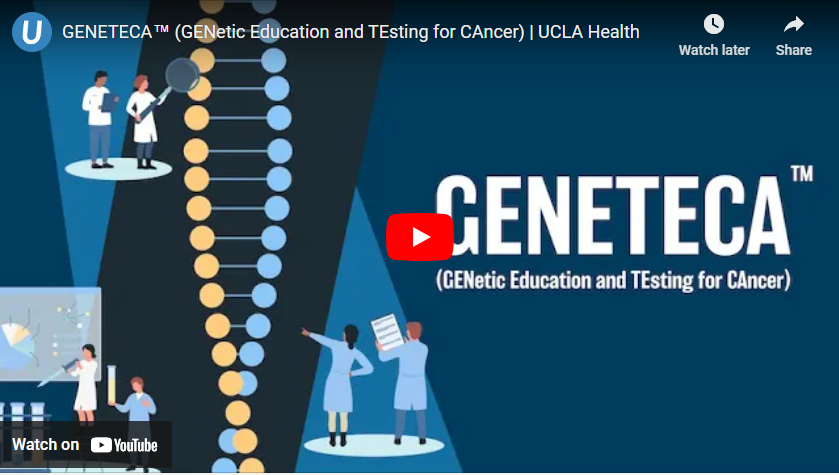 U
GENETECA™ (GENetic Education and TEsting for CAncer) | UCLA Health
Watch later
Share
GENETECA™
(GENetic Education and TEsting for CAncer)
Watch on YouTube